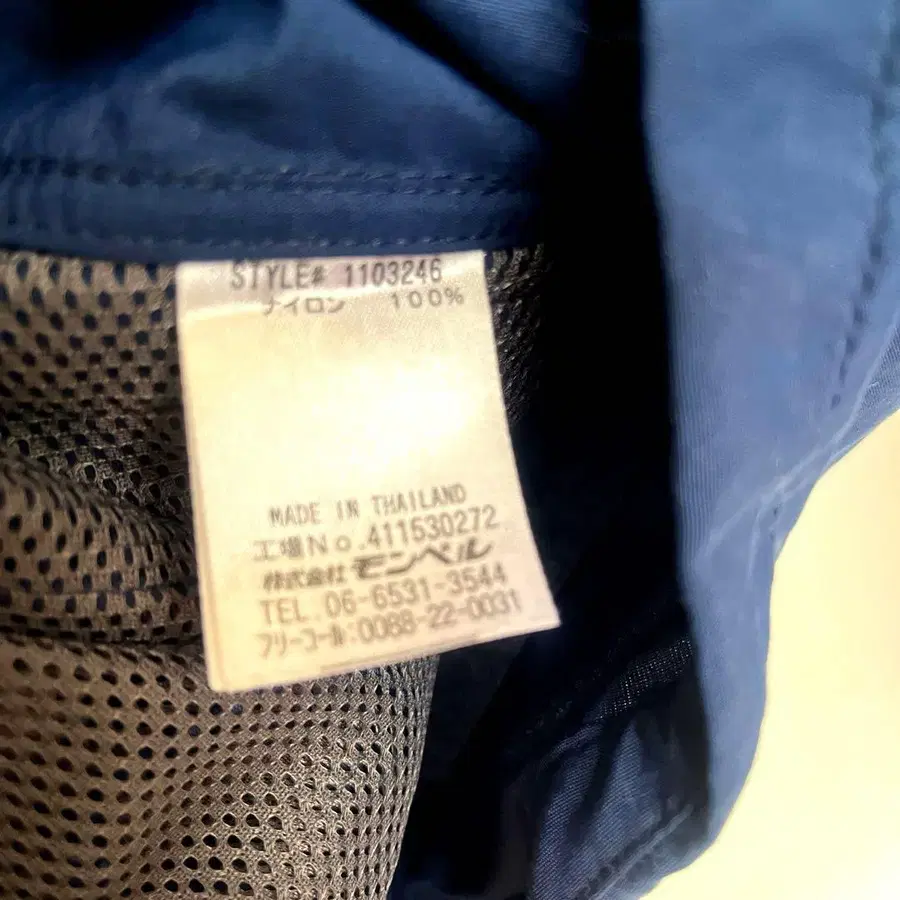 STYLE# 1103246
ナイロン 100%
MADE IN THAILAND
工場No.411530272
株式会社 モンベル
TEL.06-6531-3544
フリーコール:0088-22-0031